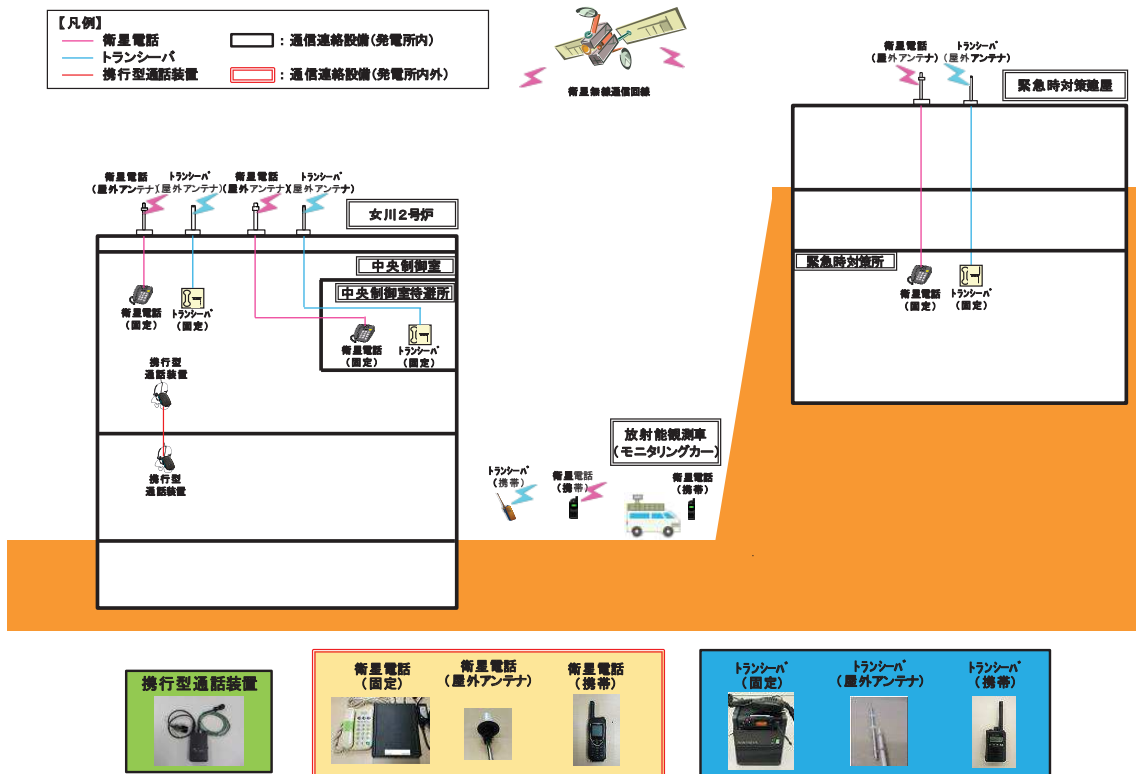 【凡例】
衛星電話
トランシーバ
携行型通話装置
：通信連絡設備(発電所内)
：通信連絡設備(発電所内外)
衛星無線通信回線
衛星電話
(屋外アンテナ)
トランシーバ
(屋外アンテナ)
緊急時対策建屋
衛星電話
(屋外アンテナ)
トランシーバ
(屋外アンテナ)
衛星電話
(屋外アンテナ)
トランシーバ
(屋外アンテナ)
女川２号炉
中央制御室
中央制御室待避所
緊急時対策所
衛星電話
(固定)
トランシーバ
(固定)
衛星電話
(固定)
トランシーバ
(固定)
衛星電話
(固定)
トランシーバ
(固定)
携行型
通話装置
携行型
通話装置
放射能観測車
(モニタリングカー)
トランシーバ
(携帯)
衛星電話
(携帯)
衛星電話
(携帯)
携行型通話装置
衛星電話
(固定)
衛星電話
(屋外アンテナ)
衛星電話
(携帯)
トランシーバ
(固定)
トランシーバ
(屋外アンテナ)
トランシーバ
(携帯)